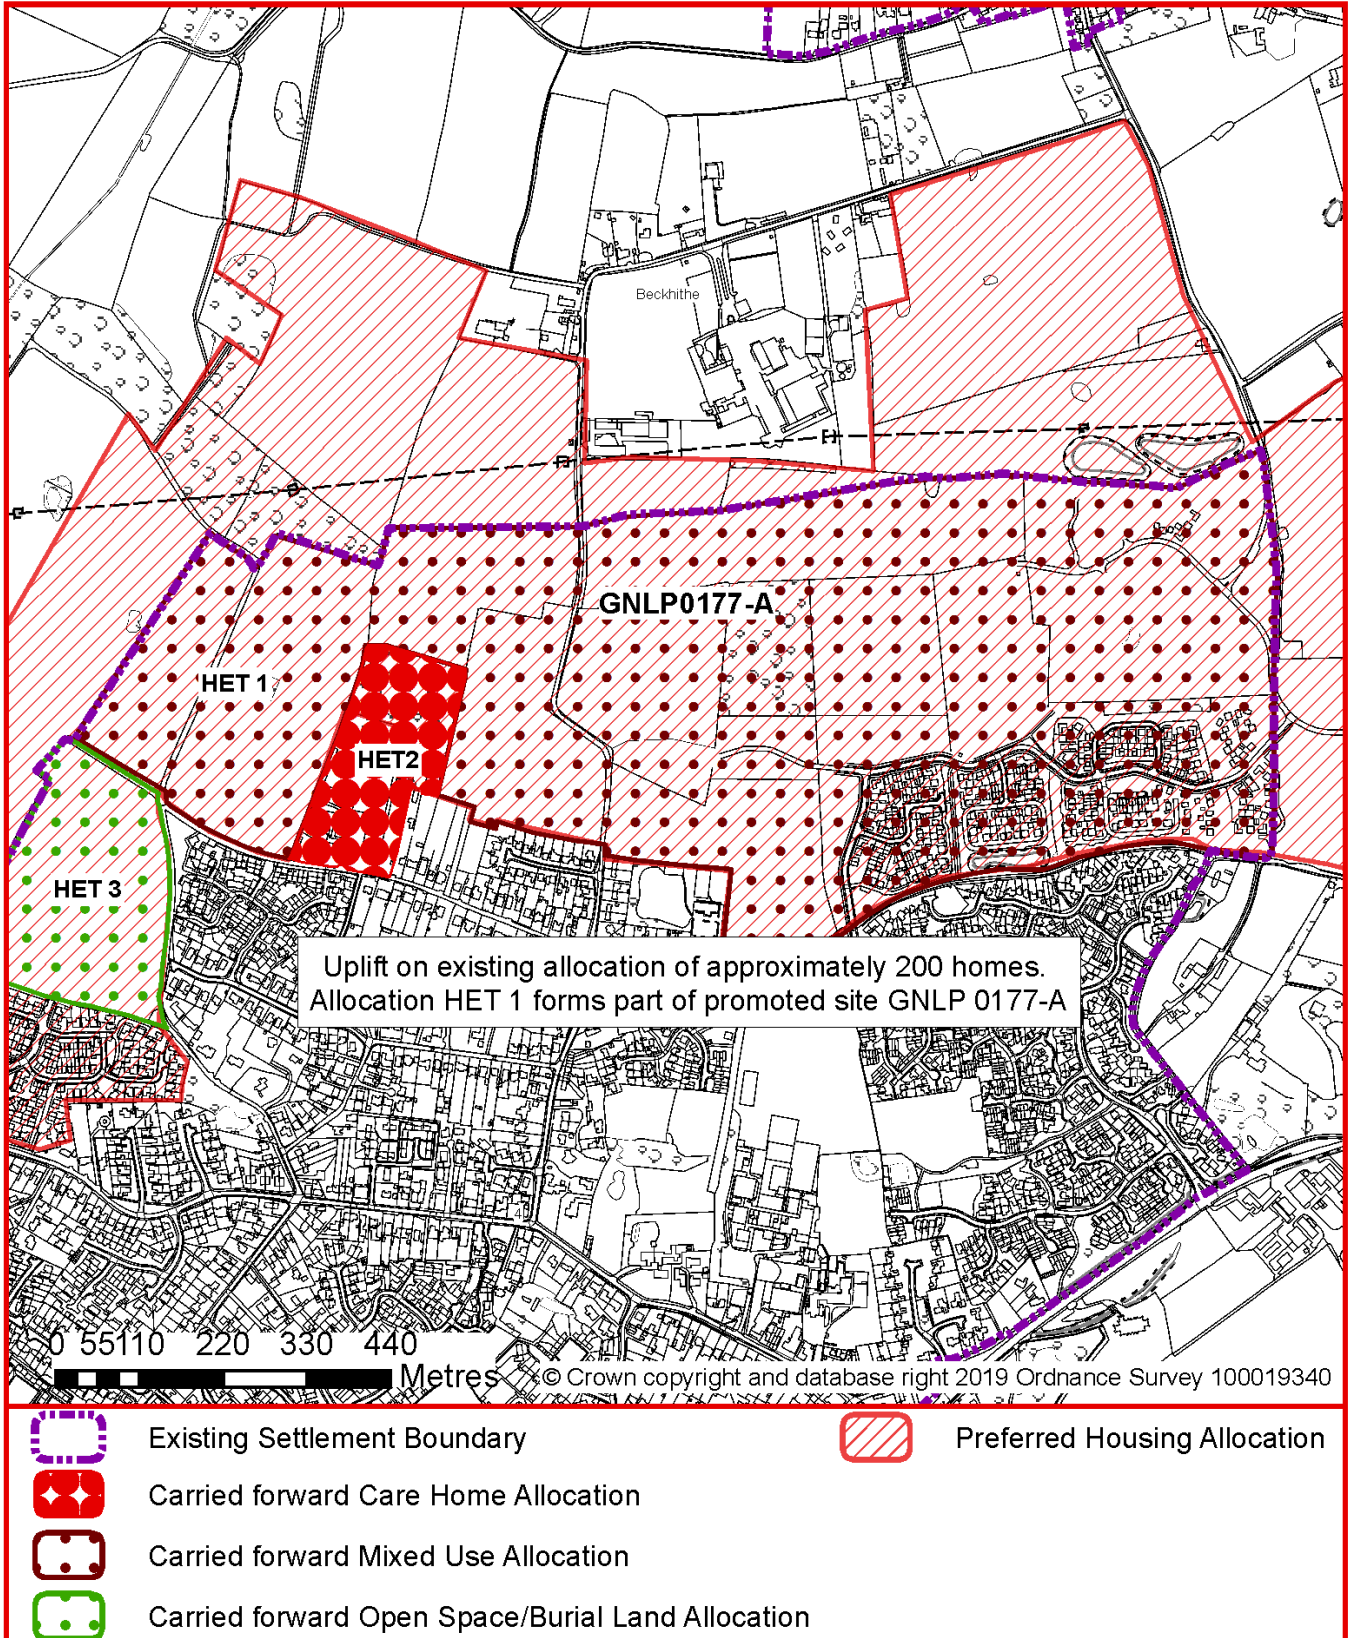 Beckhithe
GNLP0177-A
HET 1
HET2
HET 3
Uplift on existing allocation of approximately 200 homes.
Allocation HET 1 forms part of promoted site GNLP 0177-A
0 55110 220 330 440
Metres
© Crown copyright and database right 2019 Ordnance Survey 100019340
Existing Settlement Boundary
Preferred Housing Allocation
Carried forward Care Home Allocation
Carried forward Mixed Use Allocation
Carried forward Open Space/Burial Land Allocation